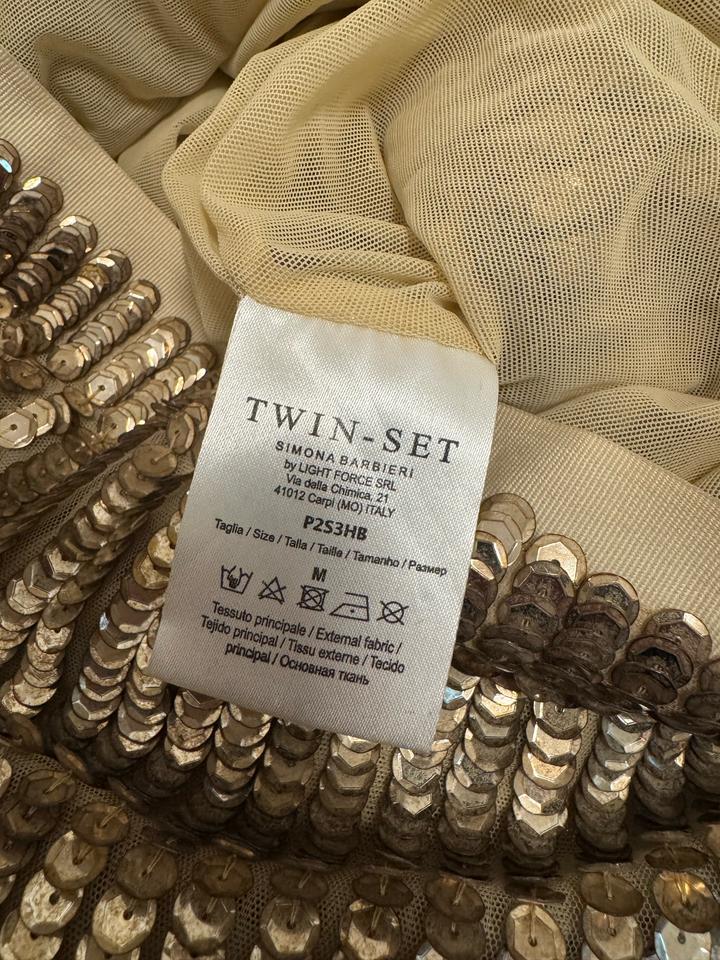 TWIN-SET
SIMONA BARBIERI
by LIGHT FORCE SRL
Via della Chimica, 21
41012 Carpi (MO) ITALY
P2S3HB
Taglia / Size / Talla / Taille / Tamanho / Размер
M
Tessuto principale / External fabric /
Tejido principal / Tissu externe / Tecido
principal / Основная ткань